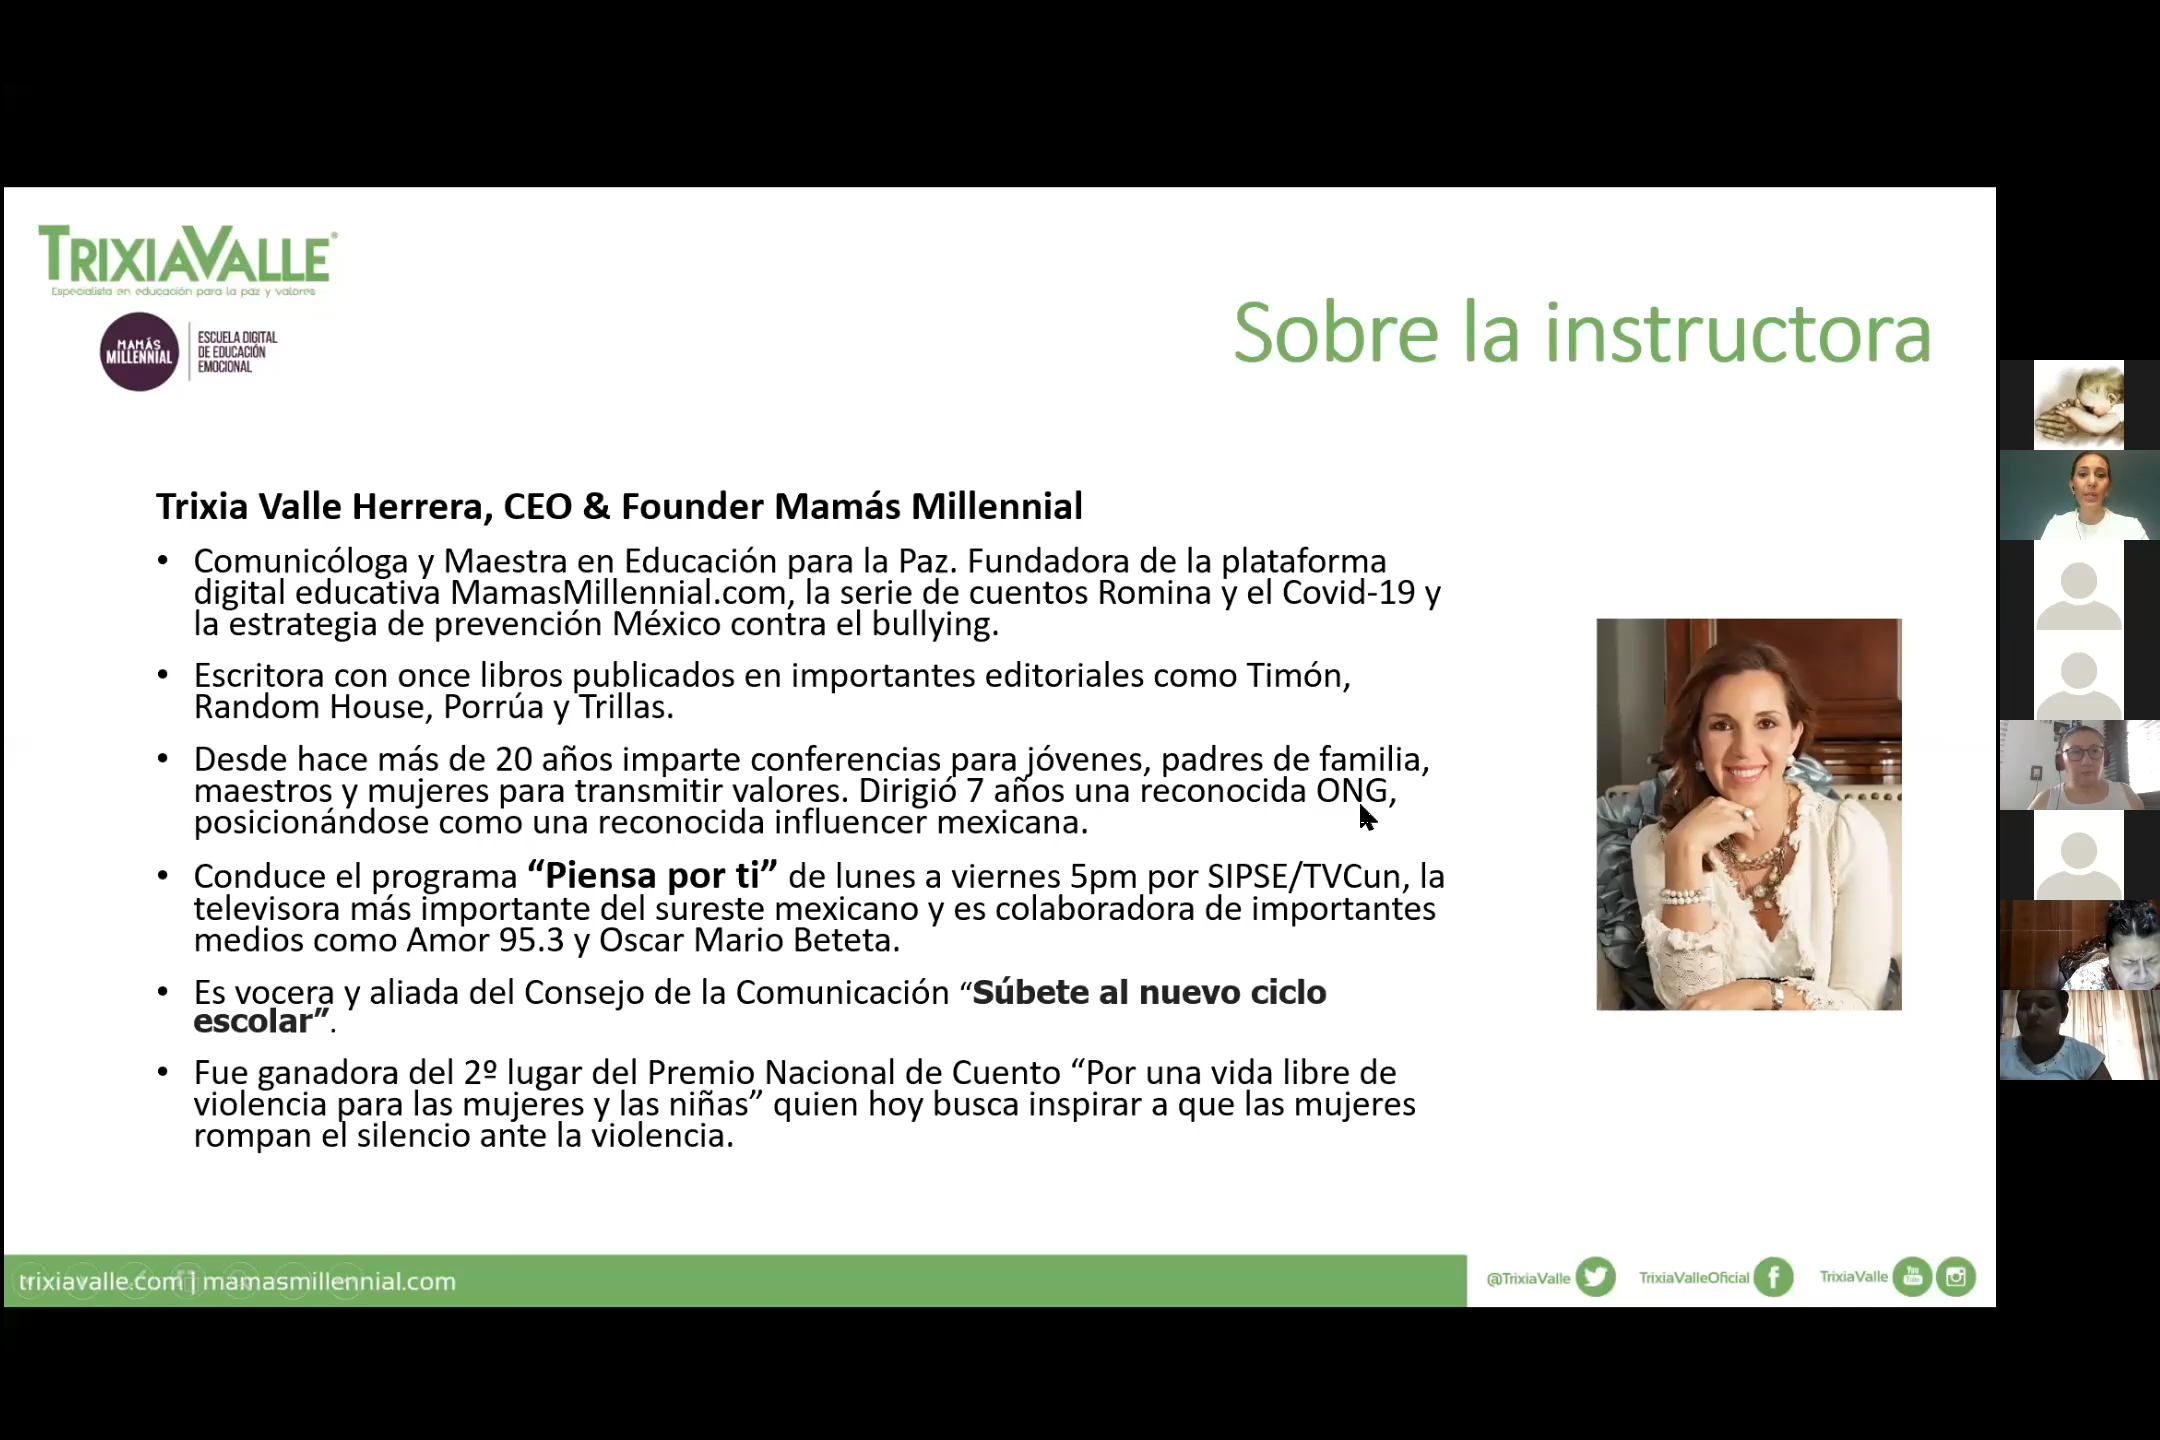 TRIXIAVALLE®
Especialista en educación para la paz y valores
MAMÁS
MILLENNIAL
ESCUELA DIGITAL
DE EDUCACIÓN
EMOCIONAL
Sobre la instructora
Trixia Valle Herrera, CEO & Founder Mamás Millennial
• Comunicóloga y Maestra en Educación para la Paz. Fundadora de la plataforma
digital educativa MamasMillennial.com, la serie de cuentos Romina y el Covid-19 y
la estrategia de prevención México contra el bullying.
• Escritora con once libros publicados en importantes editoriales como Timón,
Random House, Porrúa y Trillas.
• Desde hace más de 20 años imparte conferencias para jóvenes, padres de familia,
maestros y mujeres para transmitir valores. Dirigió 7 años una reconocida ONG,
posicionándose como una reconocida influencer mexicana.
• Conduce el programa “Piensa por ti” de lunes a viernes 5pm por SIPSE/TVCun, la
televisora más importante del sureste mexicano y es colaboradora de importantes
medios como Amor 95.3 y Oscar Mario Beteta.
• Es vocera y aliada del Consejo de la Comunicación “Súbete al nuevo ciclo
escolar”.
• Fue ganadora del 2º lugar del Premio Nacional de Cuento “Por una vida libre de
violencia para las mujeres y las niñas” quien hoy busca inspirar a que las mujeres
rompan el silencio ante la violencia.
trixiavalle.com | mamasmillennial.com
@TrixiaValle
TrixiaValleOficial
TrixiaValle
You
Tube